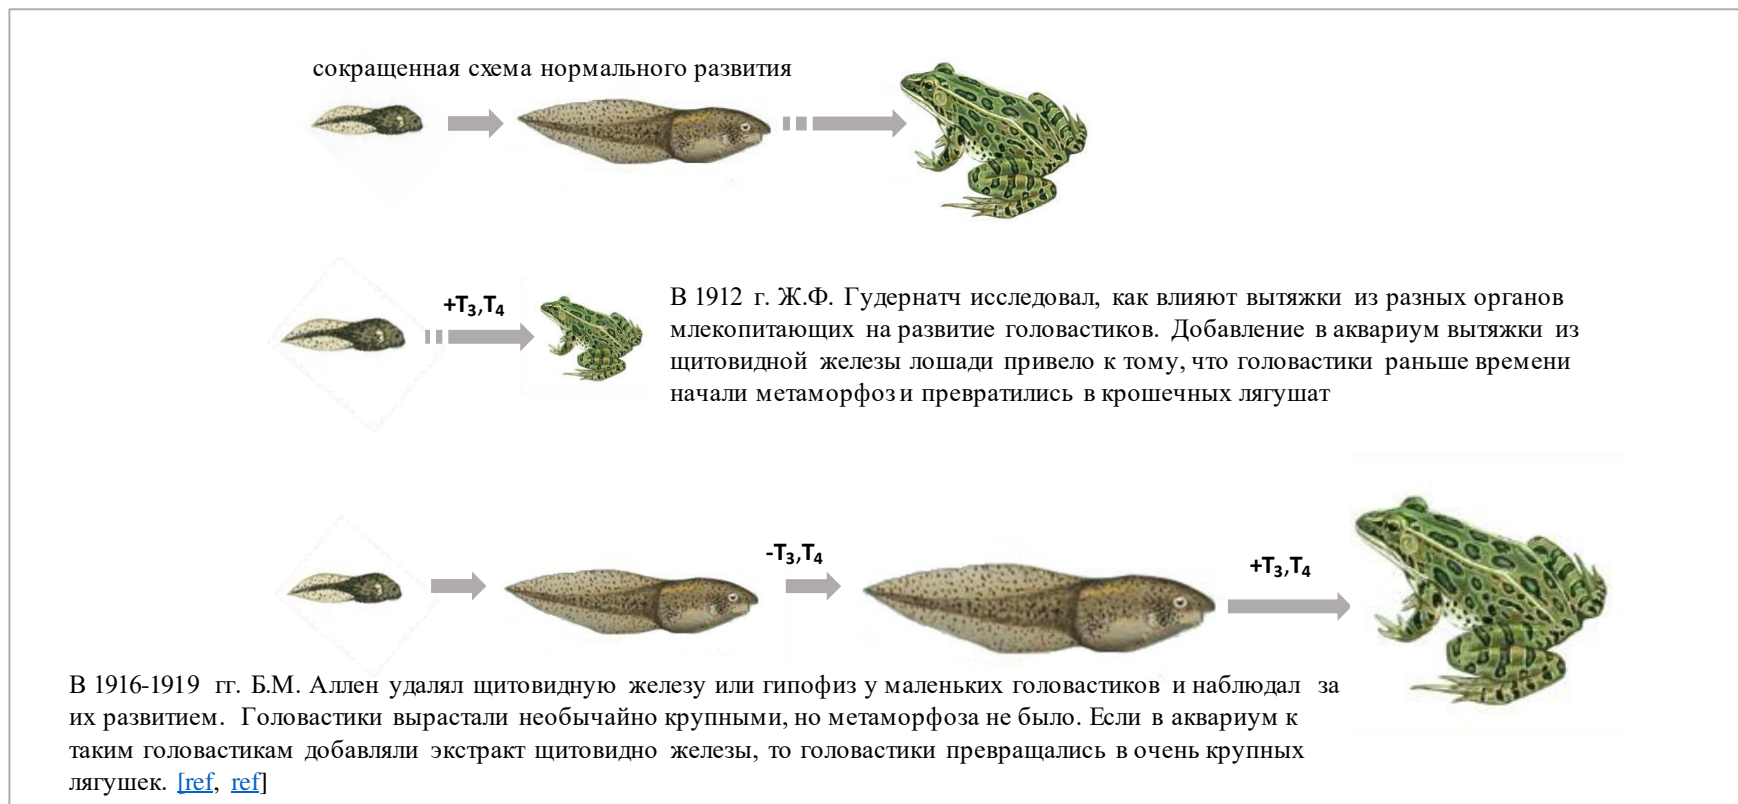 сокращенная схема нормального развития
+T₃,T₄
В 1912 г. Ж.Ф. Гудернатч исследовал, как влияют вытяжки из разных органов
млекопитающих на развитие головастиков. Добавление в аквариум вытяжки из
щитовидной железы лошади привело к тому, что головастики раньше времени
начали метаморфоз и превратились в крошечных лягушат
-T₃,T₄
+T₃,T₄
В 1916-1919 гг. Б.М. Аллен удалял щитовидную железу или гипофиз у маленьких головастиков и наблюдал за
их развитием. Головастики вырастали необычайно крупными, но метаморфоза не было. Если в аквариум к
таким головастикам добавляли экстракт щитовидно железы, то головастики превращались в очень крупных
лягушек. [ref, ref]